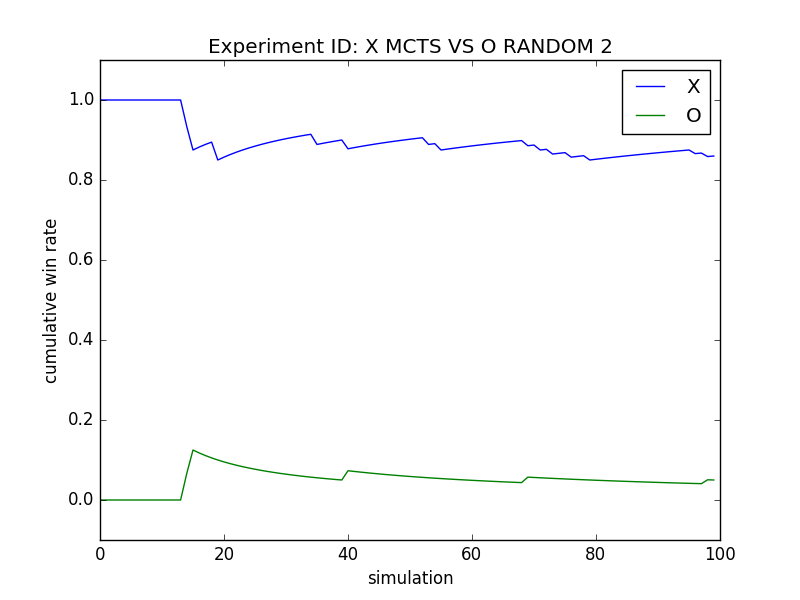 Experiment ID: X MCTS VS O RANDOM 2
X
O
1.0
0.8
0.6
0.4
0.2
0.0
cumulative win rate
0 20 40 60 80 100
simulation